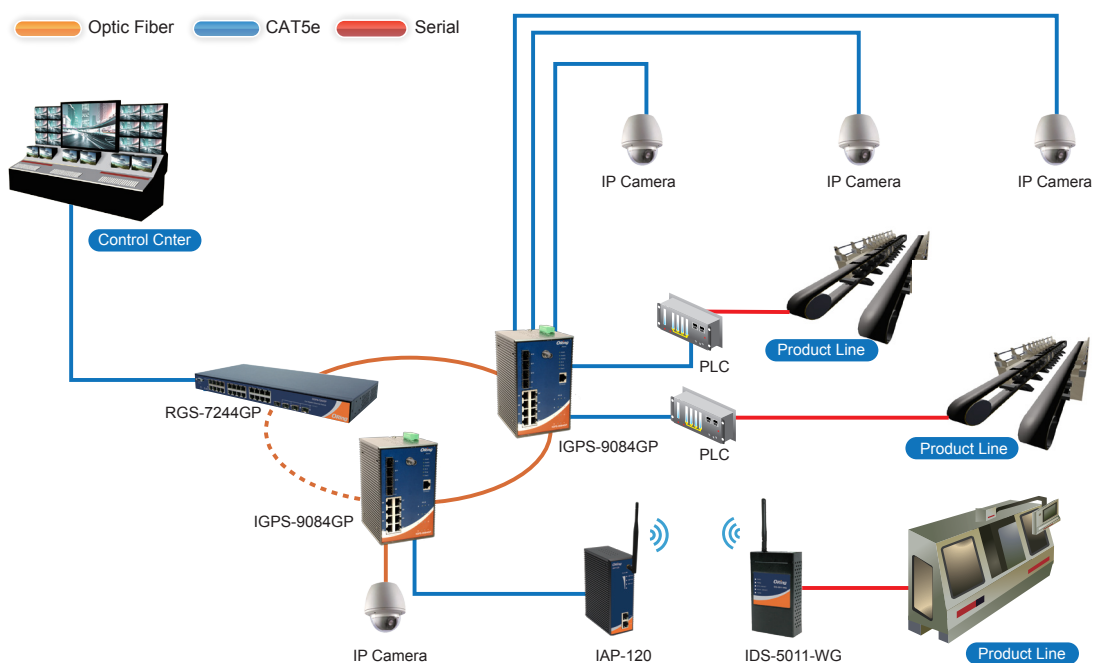 Optic Fiber
CAT5e
Serial
IP Camera
IP Camera
IP Camera
Control Cnter
Product Line
PLC
RGS-7244GP
IGPS-9084GP
PLC
Product Line
IGPS-9084GP
IP Camera
IAP-120
IDS-5011-WG
Product Line